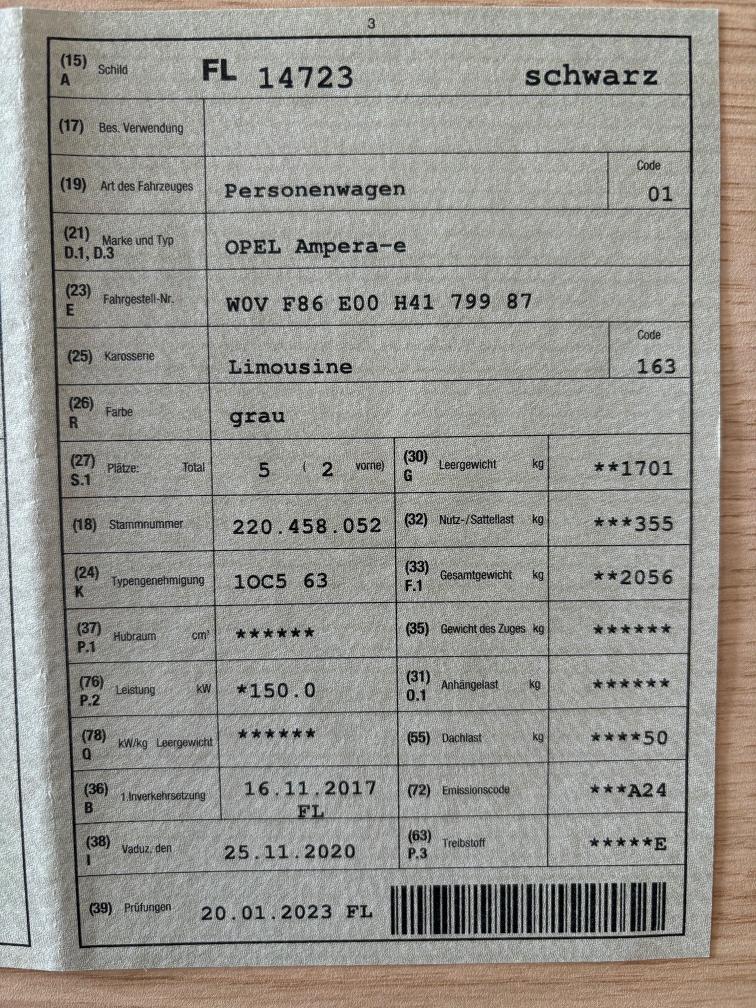 3
(15) A Schild FL 14723 schwarz
(17) Bes. Verwendung
(19) Art des Fahrzeuges Personenwagen Code 01
(21) D.1, D.3 Marke und Typ OPEL Ampera-e
(23) E Fahrgestell-Nr. W0V F86 E00 H41 799 87
(25) Karosserie Limousine Code 163
(26) R Farbe grau
(27) S.1 Plätze: Total 5 ( 2 vorne) (30) G Leergewicht kg **1701
(18) Stammnummer 220.458.052 (32) Nutz-/Sattellast kg ***355
(24) K Typengenehmigung 1OC5 63 (33) F.1 Gesamtgewicht kg **2056
(37) P.1 Hubraum cm³ ****** (35) Gewicht des Zuges kg ******
(76) P.2 Leistung kW *150.0 (31) O.1 Anhängelast kg ******
(78) Q kW/kg Leergewicht ****** (55) Dachlast kg ****50
(36) B 1.Inverkehrsetzung 16.11.2017 FL (72) Emissionscode ***A24
(38) I Vaduz, den 25.11.2020 (63) P.3 Treibstoff *****E
(39) Prüfungen 20.01.2023 FL